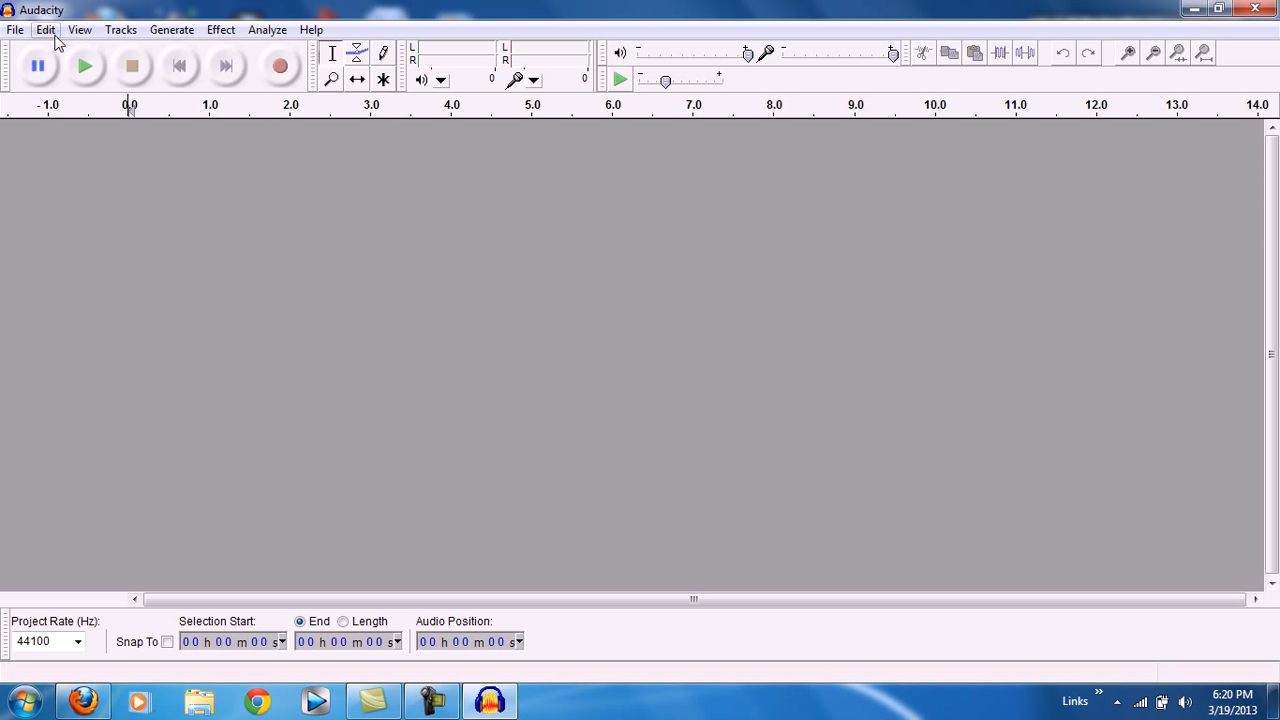 Audacity
File Edit View Tracks Generate Effect Analyze Help
L
R
0
L
R
0
- +
- +
- +
- 1.0 0.0 1.0 2.0 3.0 4.0 5.0 6.0 7.0 8.0 9.0 10.0 11.0 12.0 13.0 14.0
Project Rate (Hz): Selection Start: End Length Audio Position:
44100 Snap To 00 h 00 m 00 s 00 h 00 m 00 s 00 h 00 m 00 s
Links » 6:20 PM
3/19/2013